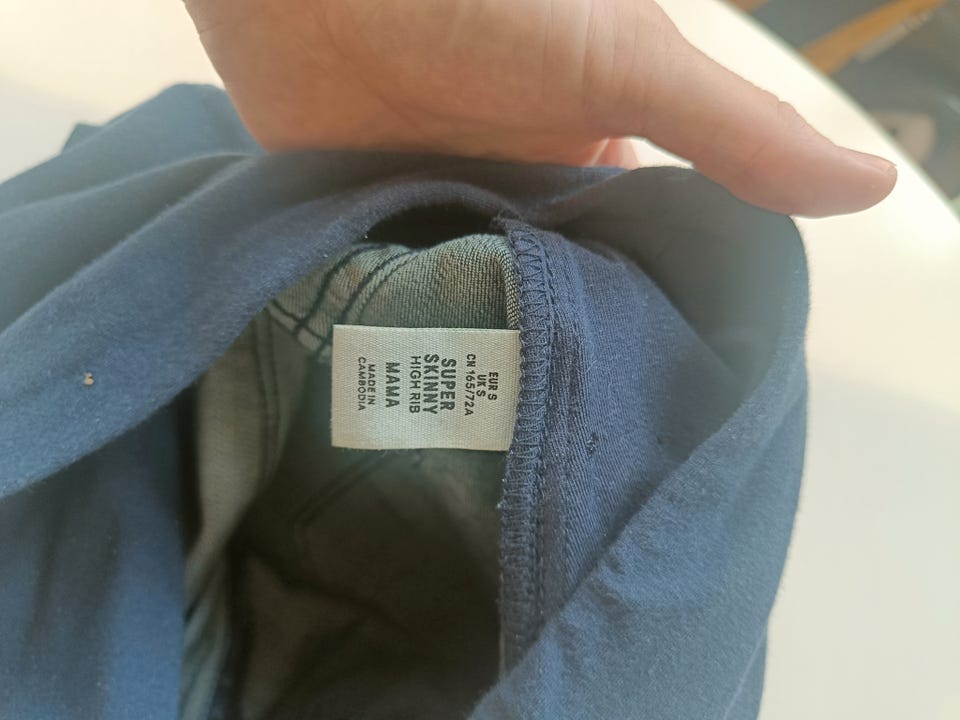 EUR S
UK S
CN 165/72A
SUPER
SKINNY
HIGH RIB
MAMA
MADE IN
CAMBODIA